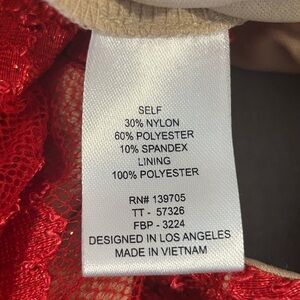 SELF
30% NYLON
60% POLYESTER
10% SPANDEX
LINING
100% POLYESTER
RN# 139705
TT - 57326
FBP - 3224
DESIGNED IN LOS ANGELES
MADE IN VIETNAM